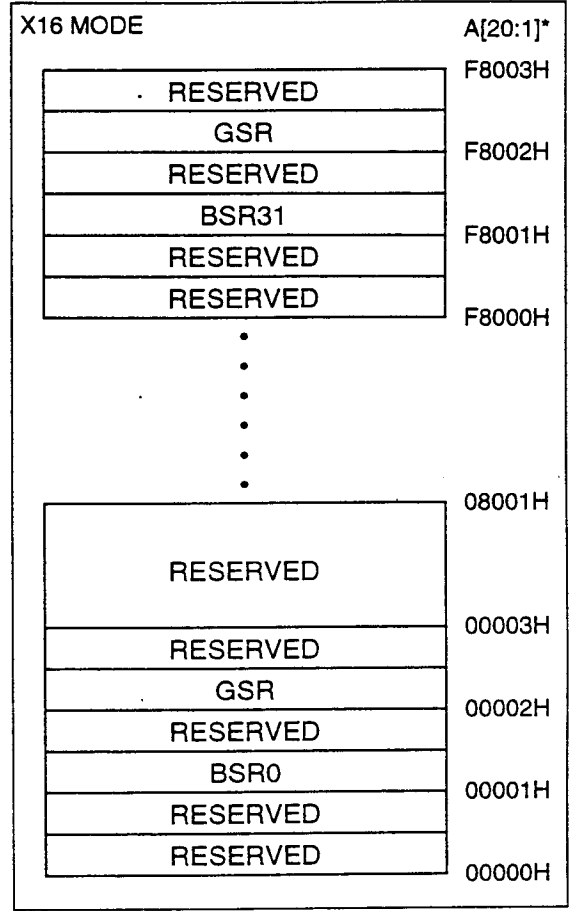 X16 MODE A[20:1]*
F8003H
RESERVED
GSR
F8002H
RESERVED
BSR31
F8001H
RESERVED
RESERVED
F8000H
08001H
RESERVED
00003H
RESERVED
GSR
00002H
RESERVED
BSR0
00001H
RESERVED
RESERVED
00000H